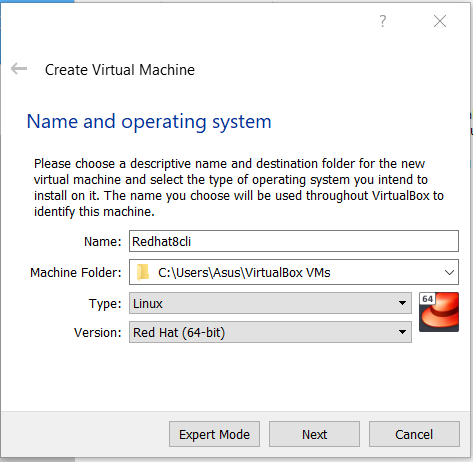 ?
Create Virtual Machine
Name and operating system
Please choose a descriptive name and destination folder for the new
virtual machine and select the type of operating system you intend to
install on it. The name you choose will be used throughout VirtualBox to
identify this machine.
Name: Redhat8cli
Machine Folder: C:\Users\Asus\VirtualBox VMs
Type: Linux
64
Version: Red Hat (64-bit)
Expert Mode Next Cancel